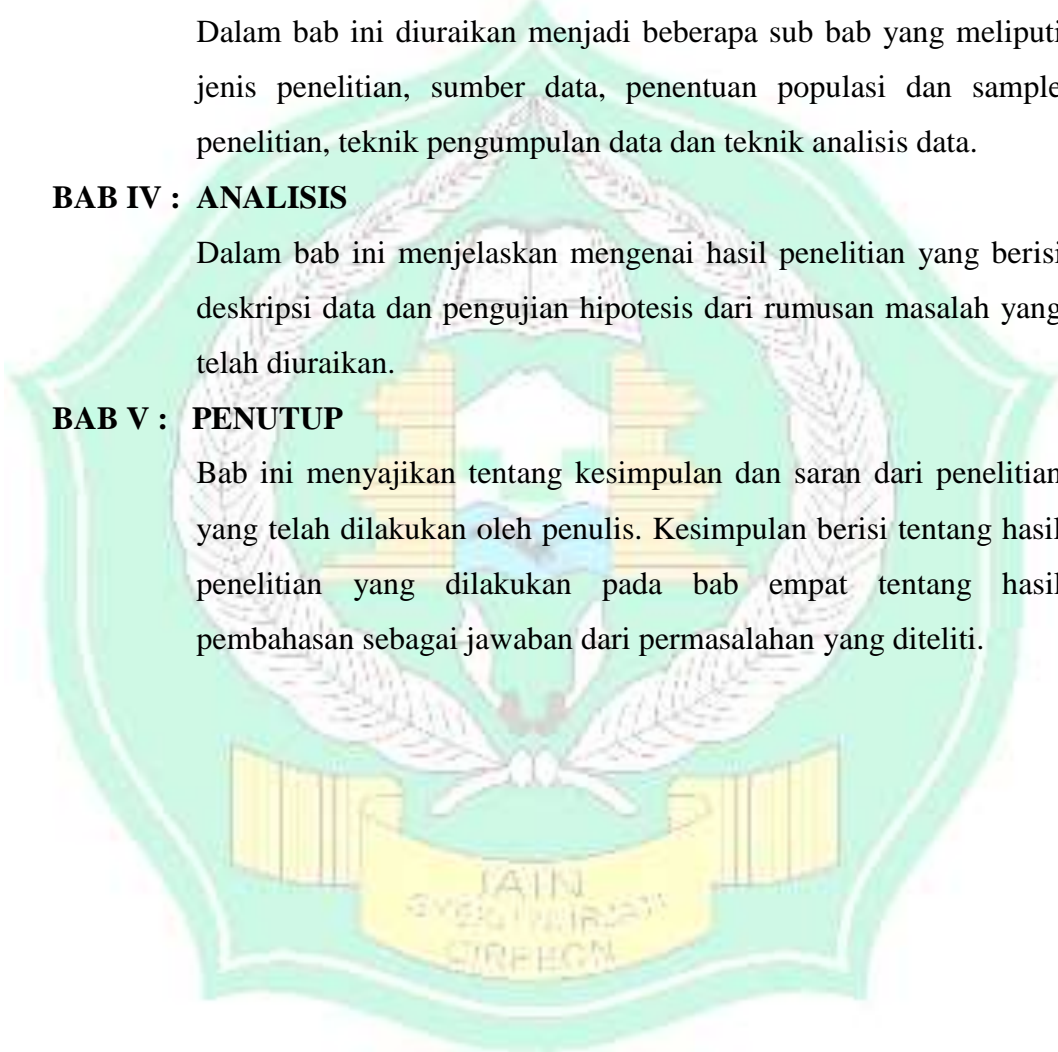 Dalam bab ini diuraikan menjadi beberapa sub bab yang meliputi
jenis penelitian, sumber data, penentuan populasi dan sample
penelitian, teknik pengumpulan data dan teknik analisis data.
BAB IV : ANALISIS
Dalam bab ini menjelaskan mengenai hasil penelitian yang berisi
deskripsi data dan pengujian hipotesis dari rumusan masalah yang
telah diuraikan.
BAB V : PENUTUP
Bab ini menyajikan tentang kesimpulan dan saran dari penelitian
yang telah dilakukan oleh penulis. Kesimpulan berisi tentang hasil
penelitian yang dilakukan pada bab empat tentang hasil
pembahasan sebagai jawaban dari permasalahan yang diteliti.
IAIN
CIREBON